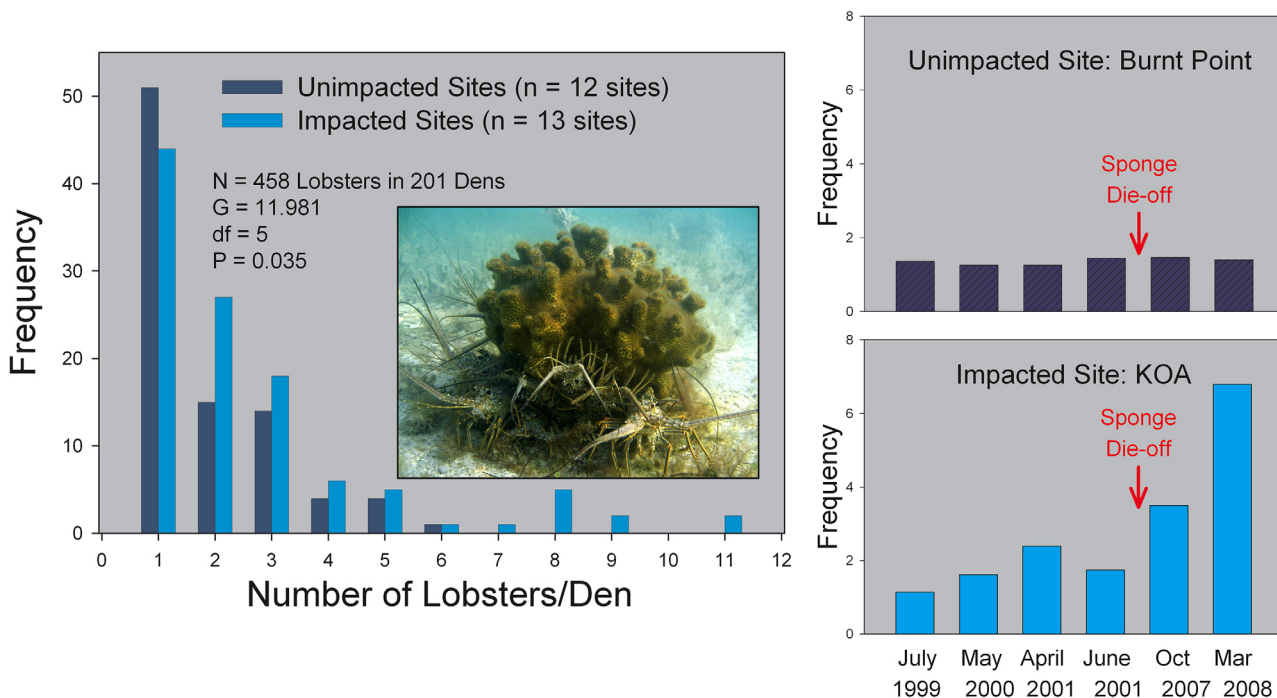 Unimpacted Sites (n = 12 sites)
Impacted Sites (n = 13 sites)
N = 458 Lobsters in 201 Dens
G = 11.981
df = 5
P = 0.035
Frequency
50
40
30
20
10
0
0 1 2 3 4 5 6 7 8 9 10 11 12
Number of Lobsters/Den
Unimpacted Site: Burnt Point
Sponge
Die-off
Frequency
8
6
4
2
0
Impacted Site: KOA
Sponge
Die-off
Frequency
8
6
4
2
0
July May April June Oct Mar
1999 2000 2001 2001 2007 2008